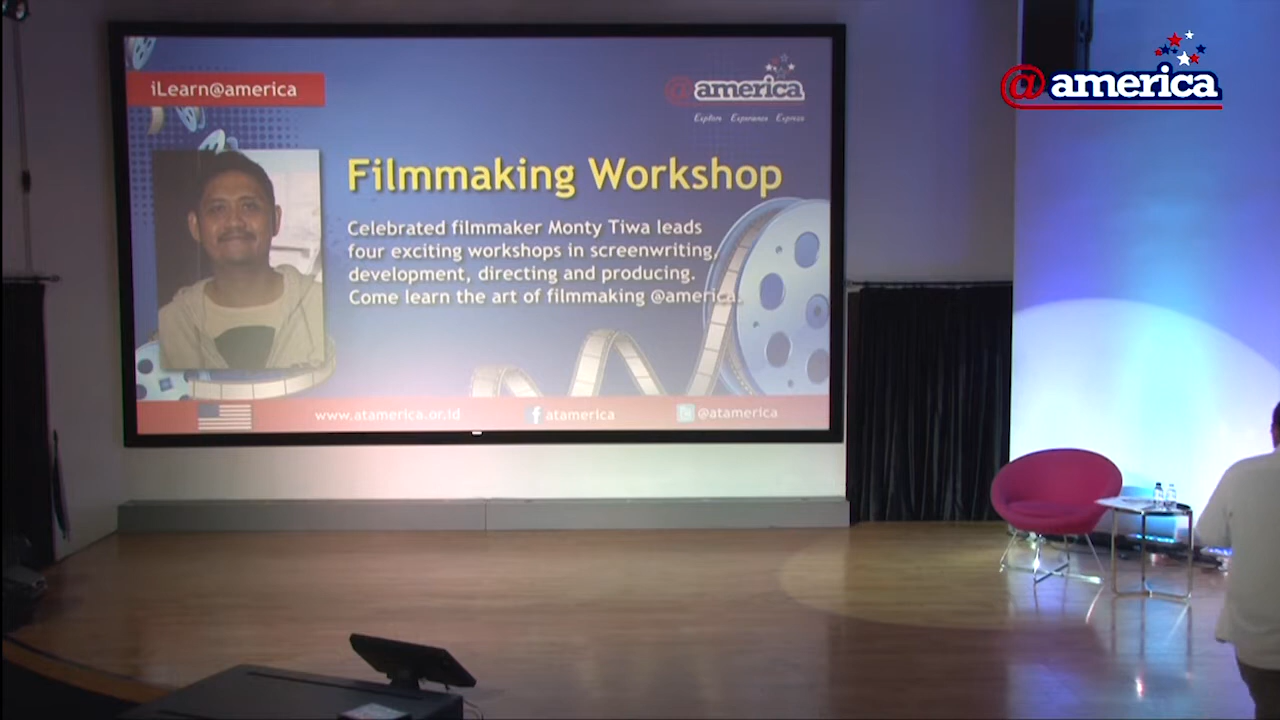 iLearn@america
@america
Explore Experience Express
Filmmaking Workshop
Celebrated filmmaker Monty Tiwa leads
four exciting workshops in screenwriting,
development, directing and producing.
Come learn the art of filmmaking @america.
www.atamerica.or.id
atamerica
@atamerica
@america